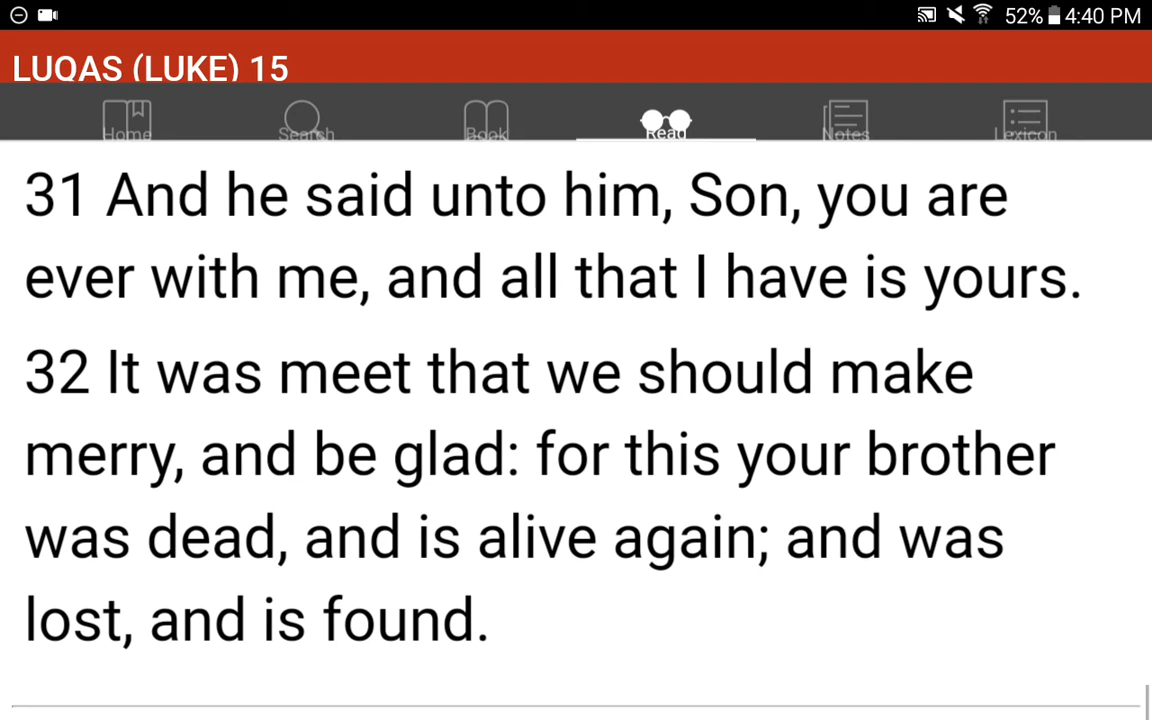 52% 4:40 PM
LUQAS (LUKE) 15
Home Search Book Read Notes Lexicon
31 And he said unto him, Son, you are
ever with me, and all that I have is yours.
32 It was meet that we should make
merry, and be glad: for this your brother
was dead, and is alive again; and was
lost, and is found.